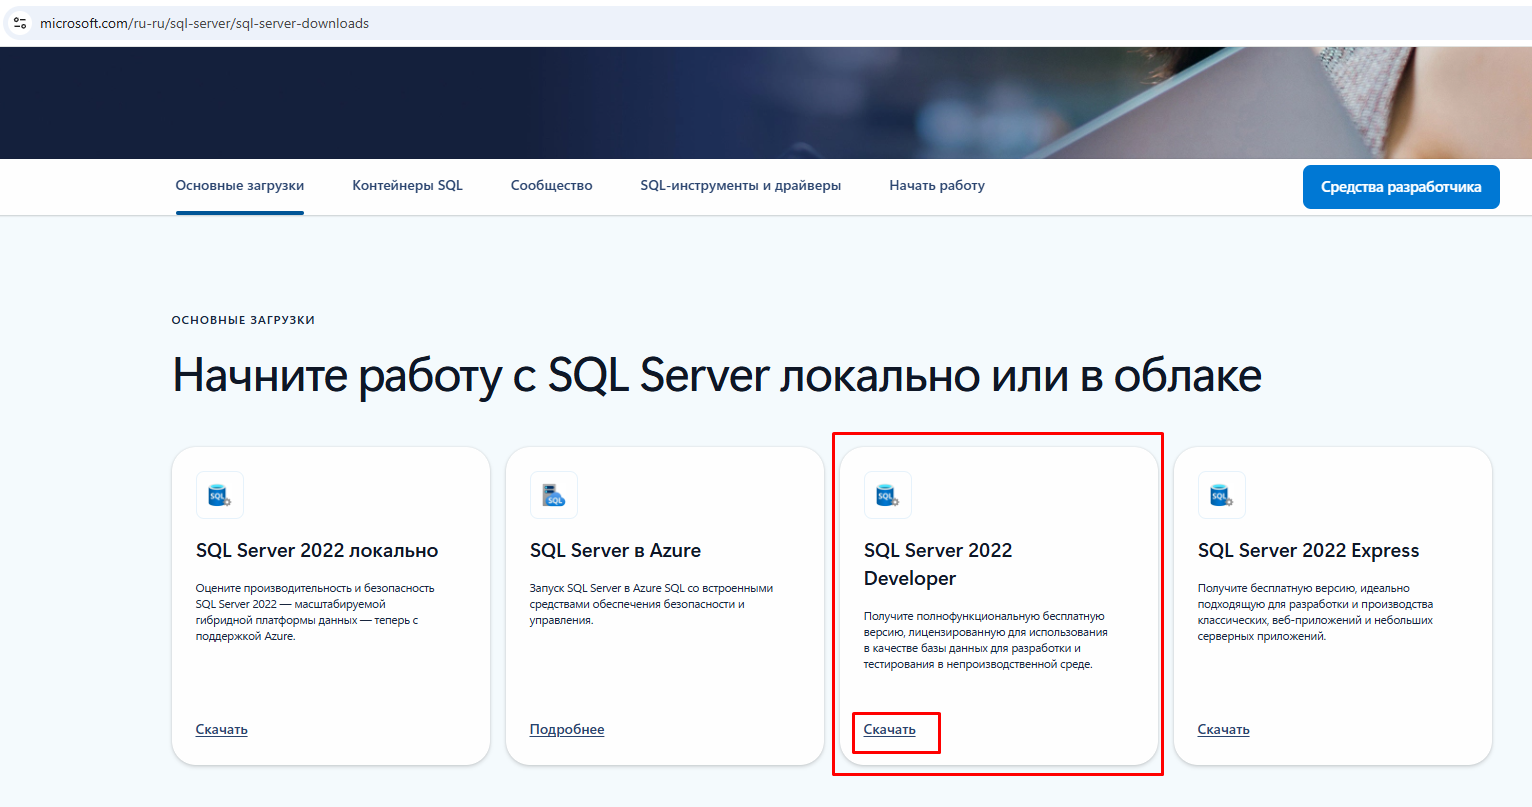 microsoft.com/ru-ru/sql-server/sql-server-downloads
Основные загрузки
Контейнеры SQL
Сообщество
SQL-инструменты и драйверы
Начать работу
Средства разработчика
ОСНОВНЫЕ ЗАГРУЗКИ
Начните работу с SQL Server локально или в облаке
SQL
SQL Server 2022 локально
Оцените производительность и безопасность
SQL Server 2022 — масштабируемой
гибридной платформы данных — теперь с
поддержкой Azure.
Скачать
SQL
SQL Server в Azure
Запуск SQL Server в Azure SQL со встроенными
средствами обеспечения безопасности и
управления.
Подробнее
SQL
SQL Server 2022
Developer
Получите полнофункциональную бесплатную
версию, лицензированную для использования
в качестве базы данных для разработки и
тестирования в непроизводственной среде.
Скачать
SQL
SQL Server 2022 Express
Получите бесплатную версию, идеально
подходящую для разработки и производства
классических, веб-приложений и небольших
серверных приложений.
Скачать